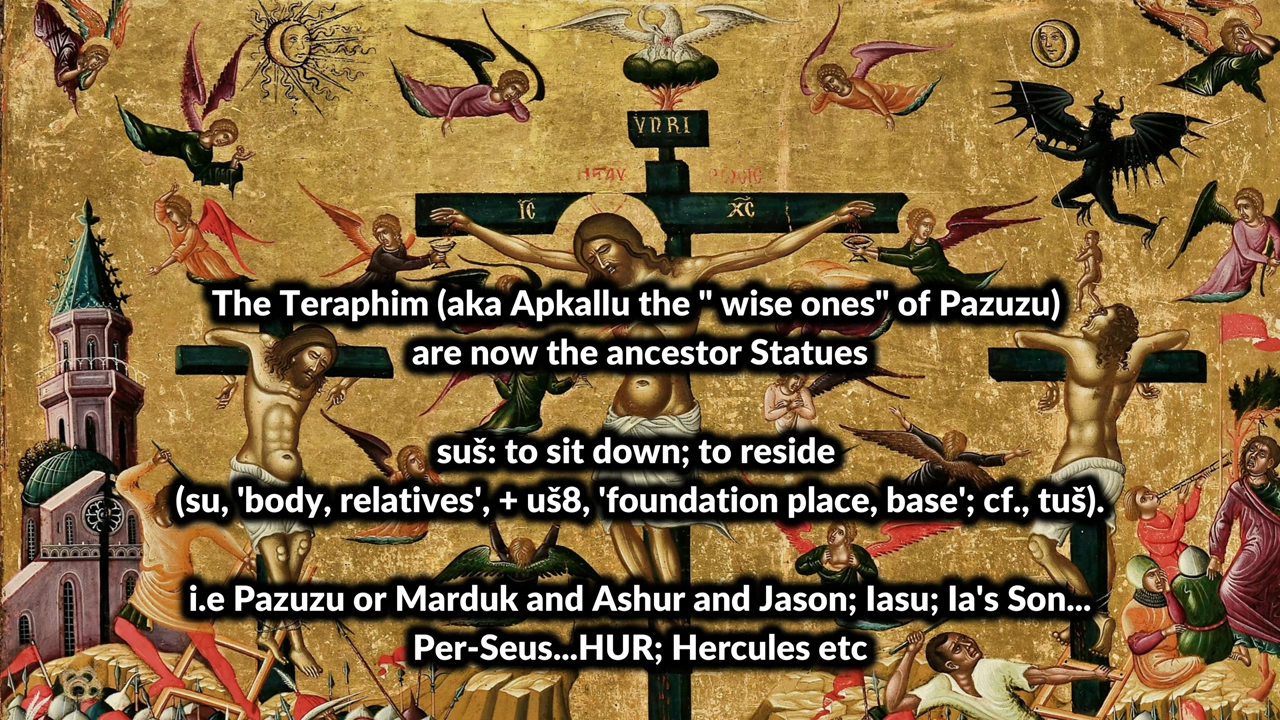 VNRI
IC XC
The Teraphim (aka Apkallu the " wise ones" of Pazuzu)
are now the ancestor Statues
suš: to sit down; to reside
(su, 'body, relatives', + uš8, 'foundation place, base'; cf., tuš).
i.e Pazuzu or Marduk and Ashur and Jason; Iasu; Ia's Son...
Per-Seus...HUR; Hercules etc